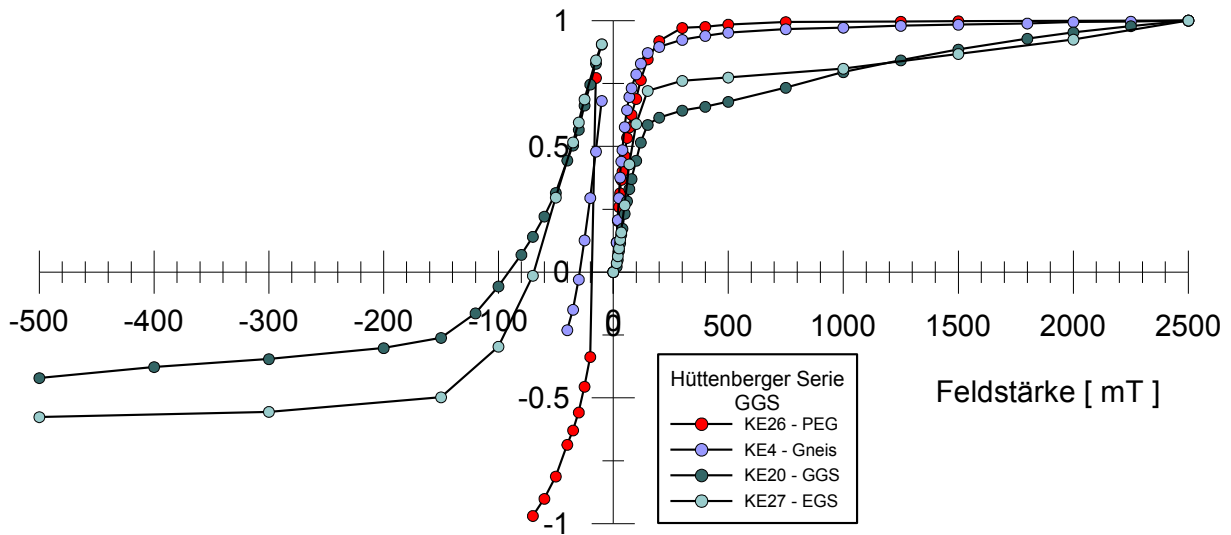 1
0.5
0
-500
-400
-300
-200
-100
0
500
1000
1500
2000
2500
-0.5
-1
Feldstärke [ mT ]
Hüttenberger Serie
GGS
KE26 - PEG
KE4 - Gneis
KE20 - GGS
KE27 - EGS